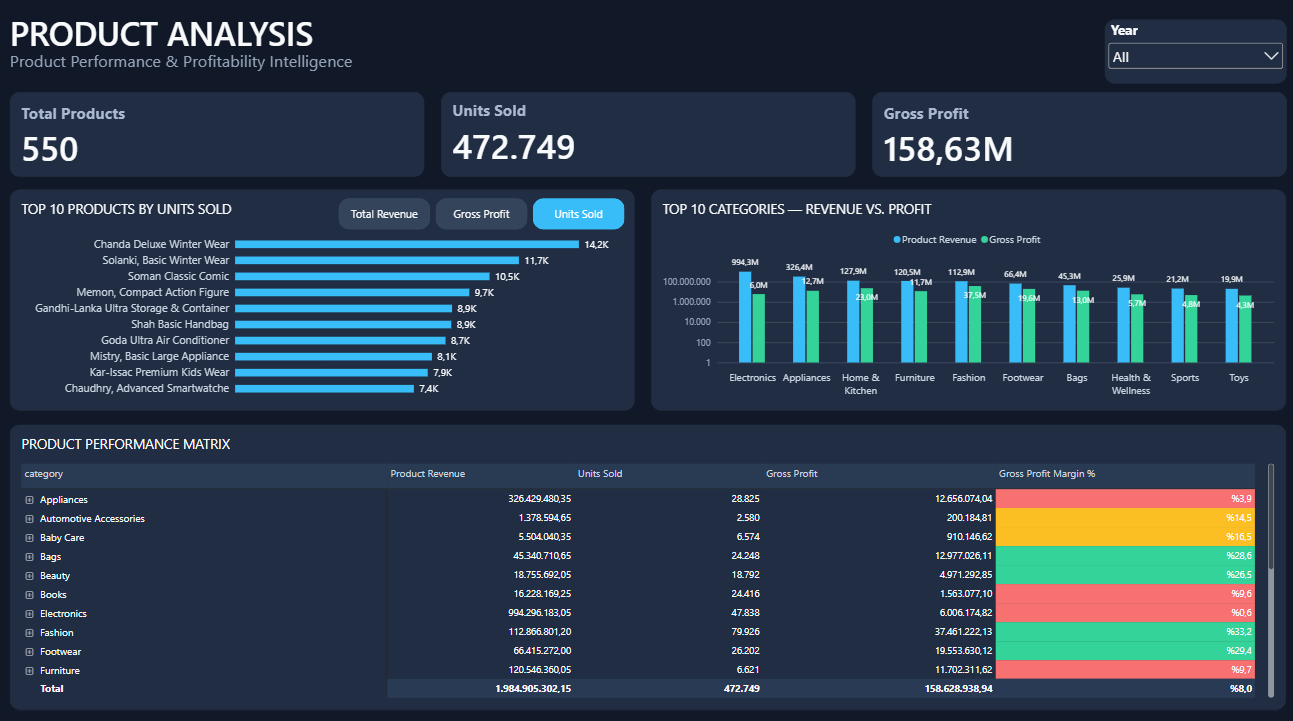 PRODUCT ANALYSIS
Product Performance & Profitability Intelligence
Year
All
Total Products
550
Units Sold
472.749
Gross Profit
158,63M
TOP 10 PRODUCTS BY UNITS SOLD
Total Revenue Gross Profit Units Sold
Chanda Deluxe Winter Wear 14,2K
Solanki, Basic Winter Wear 11,7K
Soman Classic Comic 10,5K
Memon, Compact Action Figure 9,7K
Gandhi-Lanka Ultra Storage & Container 8,9K
Shah Basic Handbag 8,9K
Goda Ultra Air Conditioner 8,7K
Mistry, Basic Large Appliance 8,1K
Kar-Issac Premium Kids Wear 7,9K
Chaudhry, Advanced Smartwatche 7,4K
TOP 10 CATEGORIES — REVENUE VS. PROFIT
Product Revenue Gross Profit
994,3M 326,4M 127,9M 120,5M 112,9M 66,4M 45,3M 25,9M 21,2M 19,9M
6,0M 12,7M 23,0M 11,7M 37,5M 19,6M 13,0M 5,7M 4,8M 4,3M
100.000.000
1.000.000
10.000
100
1
Electronics Appliances Home & Kitchen Furniture Fashion Footwear Bags Health & Wellness Sports Toys
PRODUCT PERFORMANCE MATRIX
category Product Revenue Units Sold Gross Profit Gross Profit Margin %
Appliances 326.429.480,35 28.825 12.656.074,04 %3,9
Automotive Accessories 1.378.594,65 2.580 200.184,81 %14,5
Baby Care 5.504.040,35 6.574 910.146,62 %16,5
Bags 45.340.710,65 24.248 12.977.026,11 %28,6
Beauty 18.755.692,05 18.792 4.971.292,85 %26,5
Books 16.228.169,25 24.416 1.563.077,10 %9,6
Electronics 994.296.183,05 47.838 6.006.174,82 %0,6
Fashion 112.866.801,20 79.926 37.461.222,13 %33,2
Footwear 66.415.272,00 26.202 19.553.630,12 %29,4
Furniture 120.546.360,05 6.621 11.702.311,62 %9,7
Total 1.984.905.302,15 472.749 158.628.938,94 %8,0